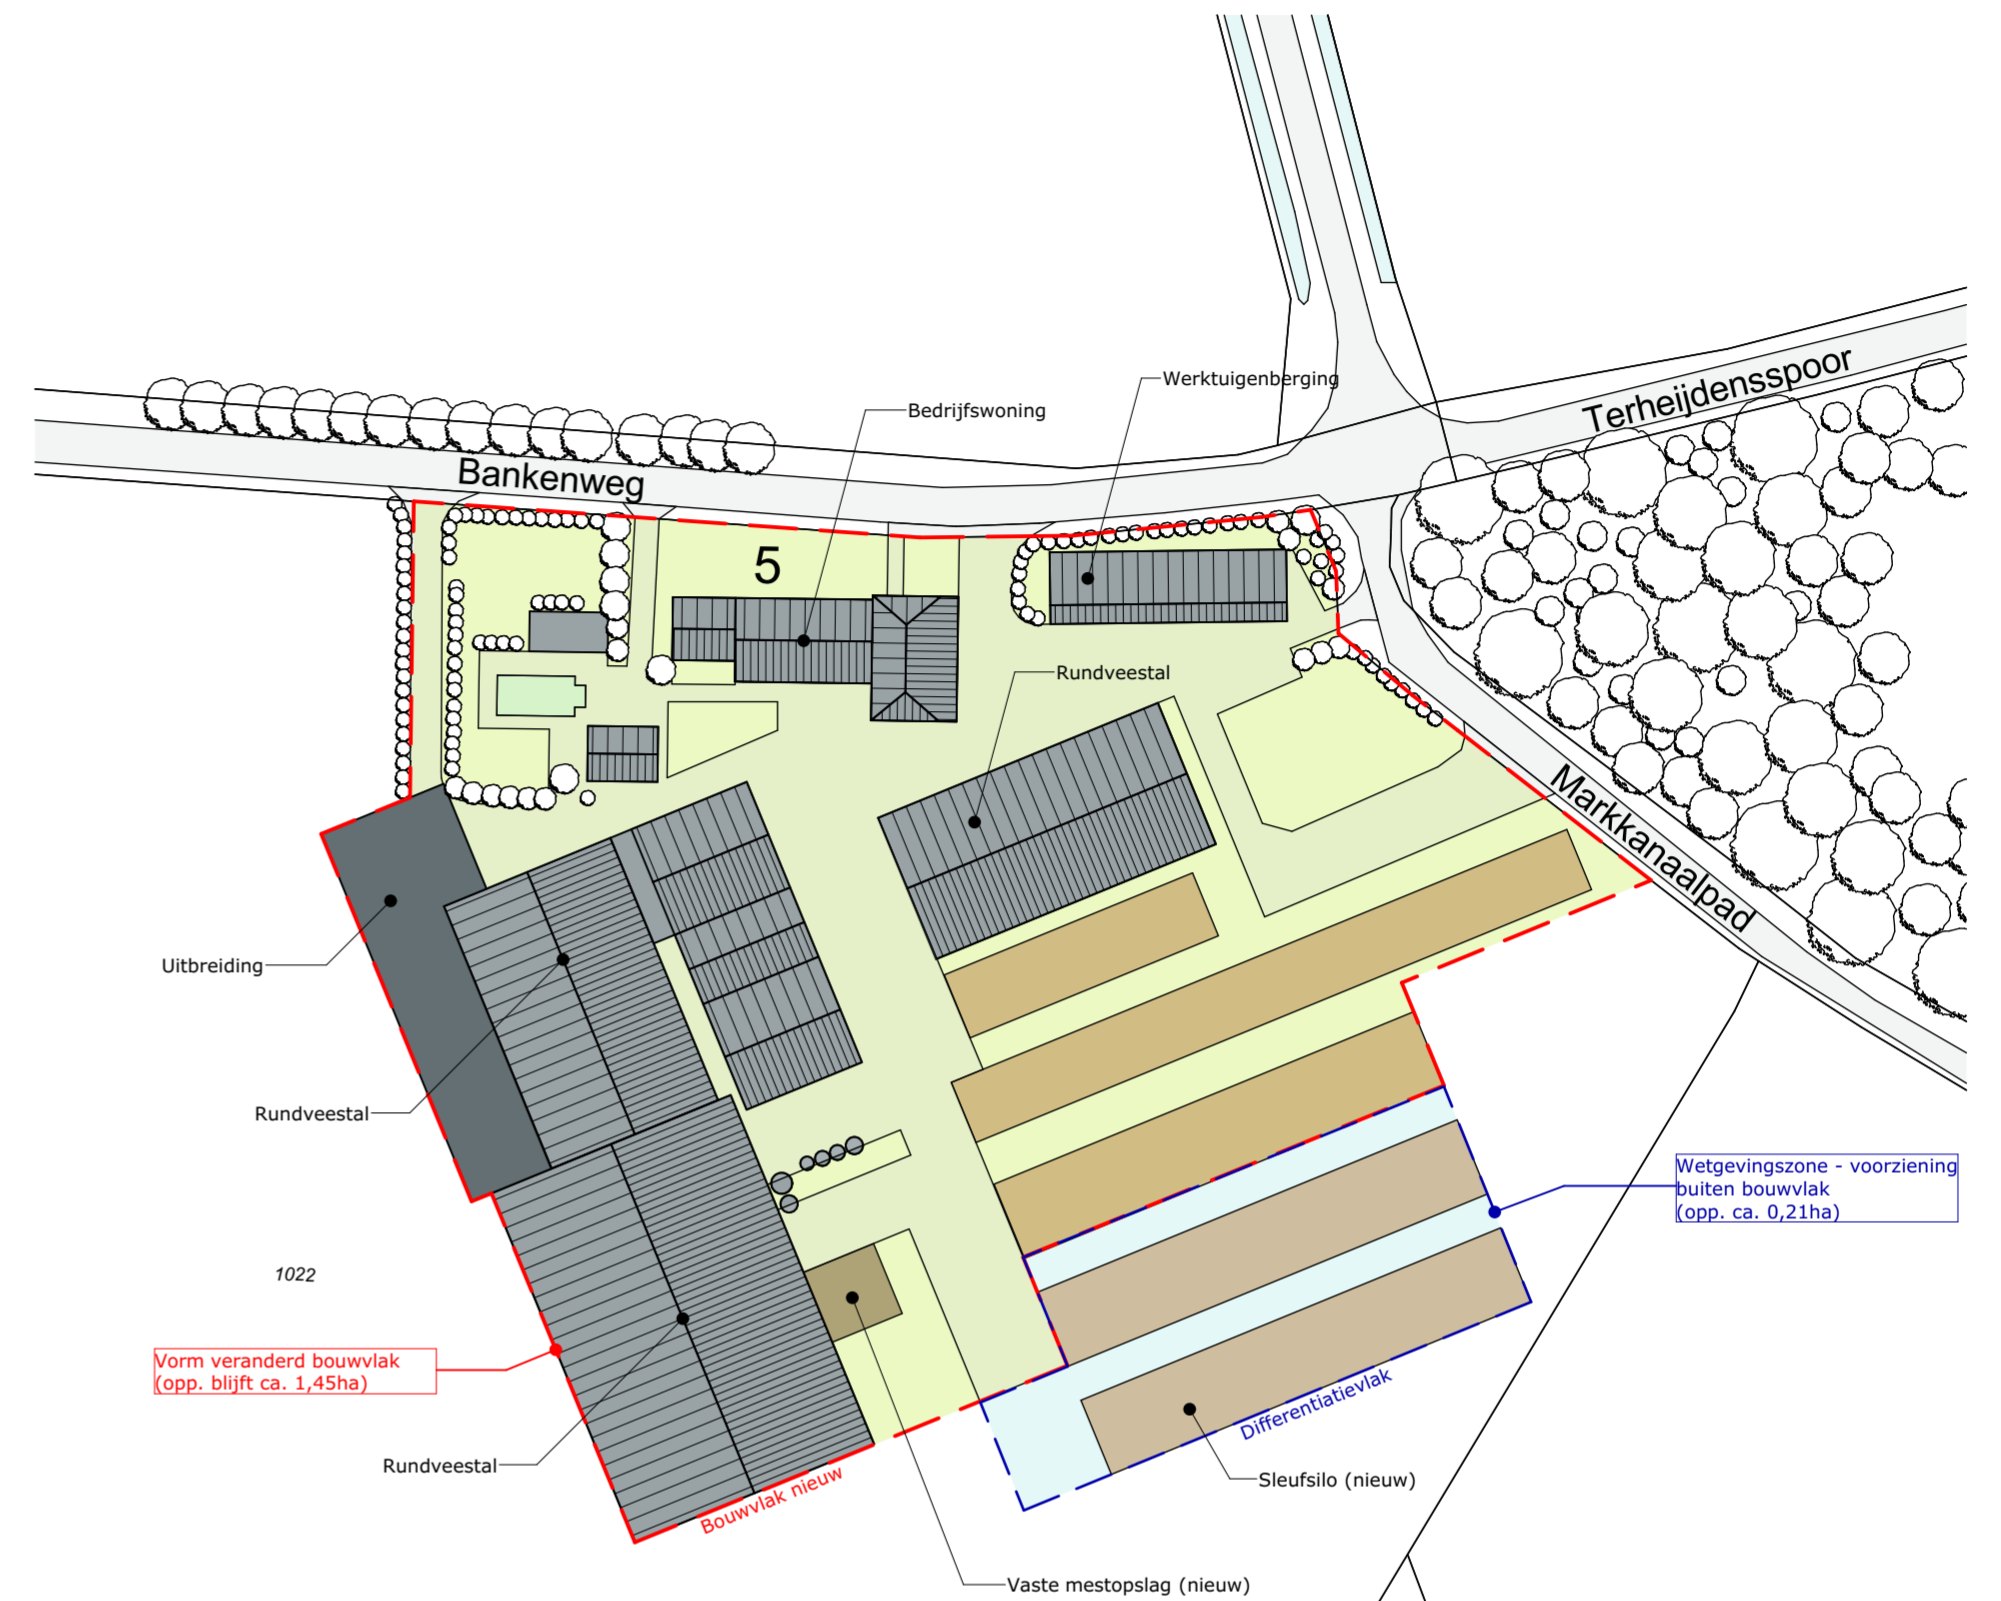 Werktuigenberging
Terheijdensspoor
Bedrijfswoning
Bankenweg
5
Rundveestal
Markkanaalpad
Uitbreiding
Rundveestal
Wetgevingszone - voorziening
buiten bouwvlak
(opp. ca. 0,21ha)
1022
Vorm veranderd bouwvlak
(opp. blijft ca. 1,45ha)
Differentiatievlak
Rundveestal
Bouwvlak nieuw
Sleufsilo (nieuw)
Vaste mestopslag (nieuw)